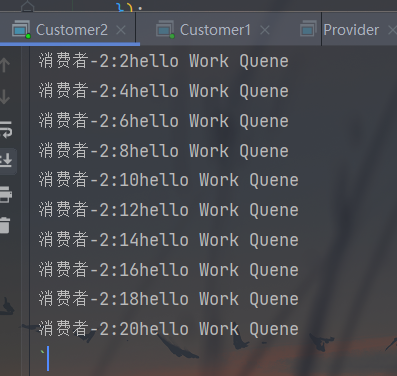 });
Customer2 Customer1 Provider
消费者-2:2hello Work Quene
消费者-2:4hello Work Quene
消费者-2:6hello Work Quene
消费者-2:8hello Work Quene
消费者-2:10hello Work Quene
消费者-2:12hello Work Quene
消费者-2:14hello Work Quene
消费者-2:16hello Work Quene
消费者-2:18hello Work Quene
消费者-2:20hello Work Quene
`